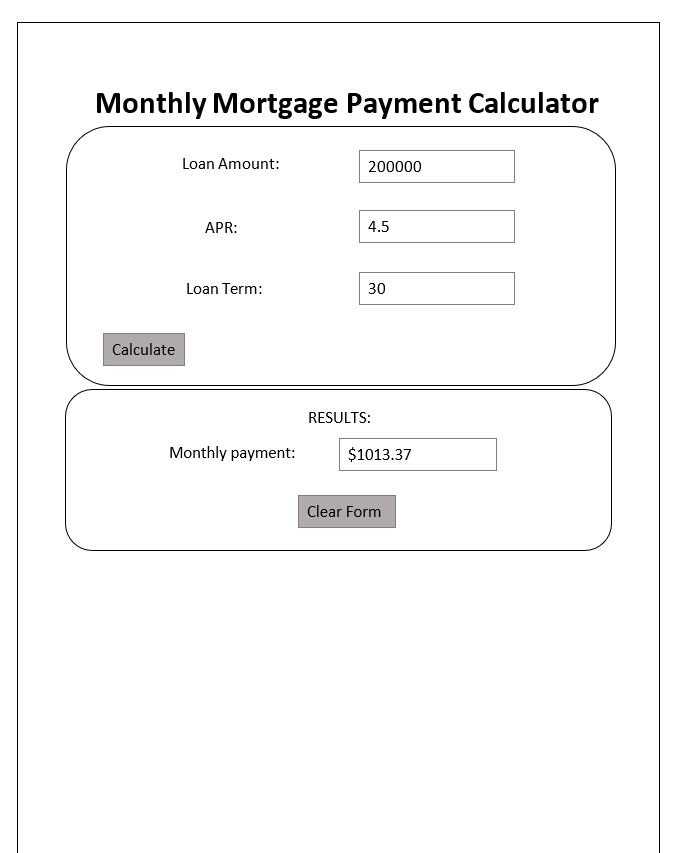 Monthly Mortgage Payment Calculator
Loan Amount: 200000
APR: 4.5
Loan Term: 30
Calculate
RESULTS:
Monthly payment: $1013.37
Clear Form